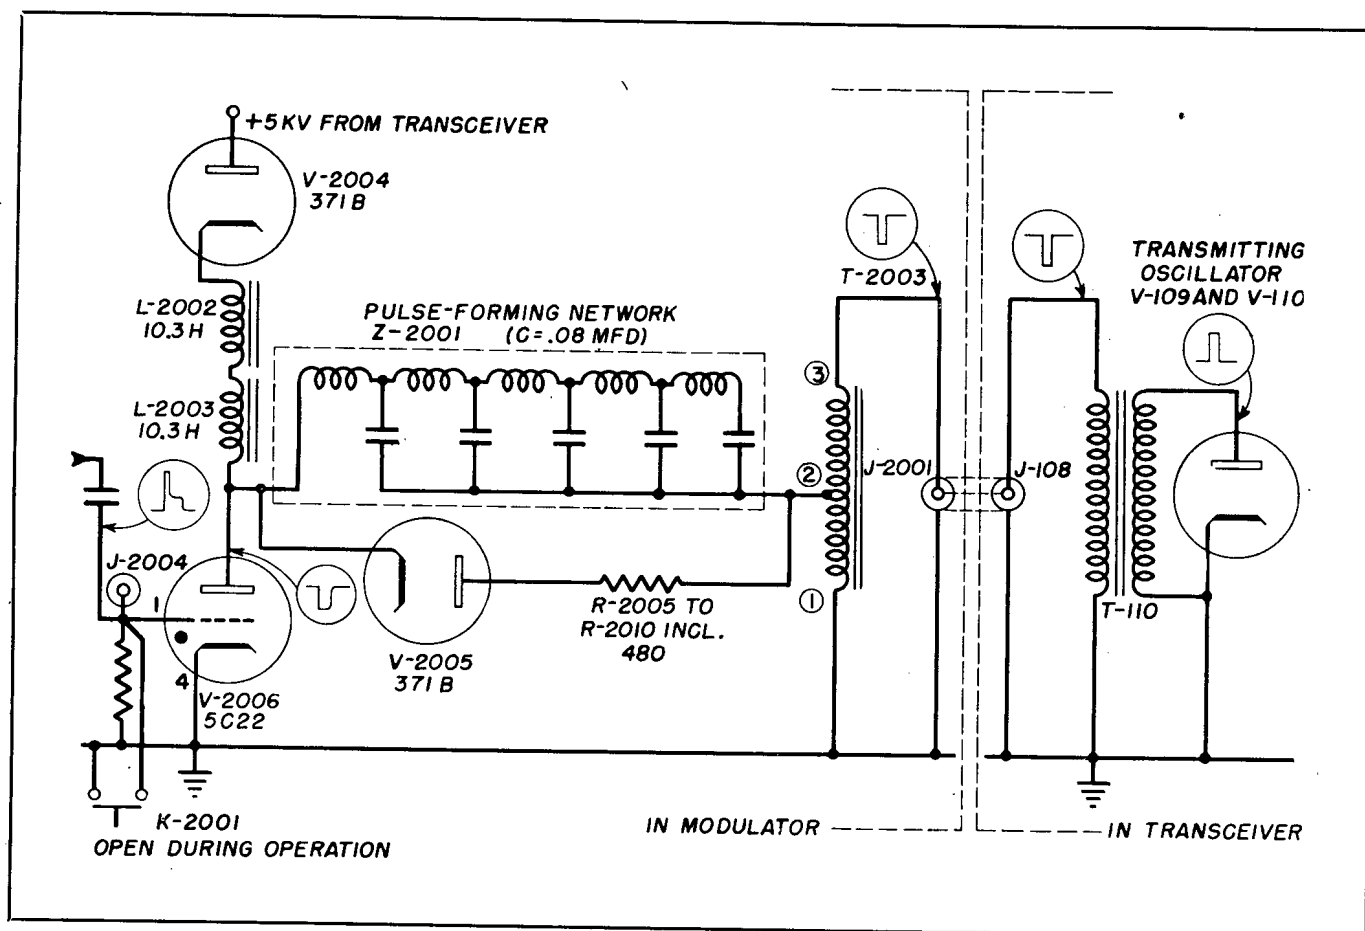 +5 KV FROM TRANSCEIVER
V-2004
371B
L-2002
10.3 H
L-2003
10.3 H
PULSE-FORMING NETWORK
Z-2001 (C=.08 MFD)
T-2003
TRANSMITTING
OSCILLATOR
V-109 AND V-110
3
2
1
J-2001
J-108
T-110
J-2004
1
4
V-2006
5C22
V-2005
371B
R-2005 TO
R-2010 INCL.
480
K-2001
OPEN DURING OPERATION
IN MODULATOR
IN TRANSCEIVER